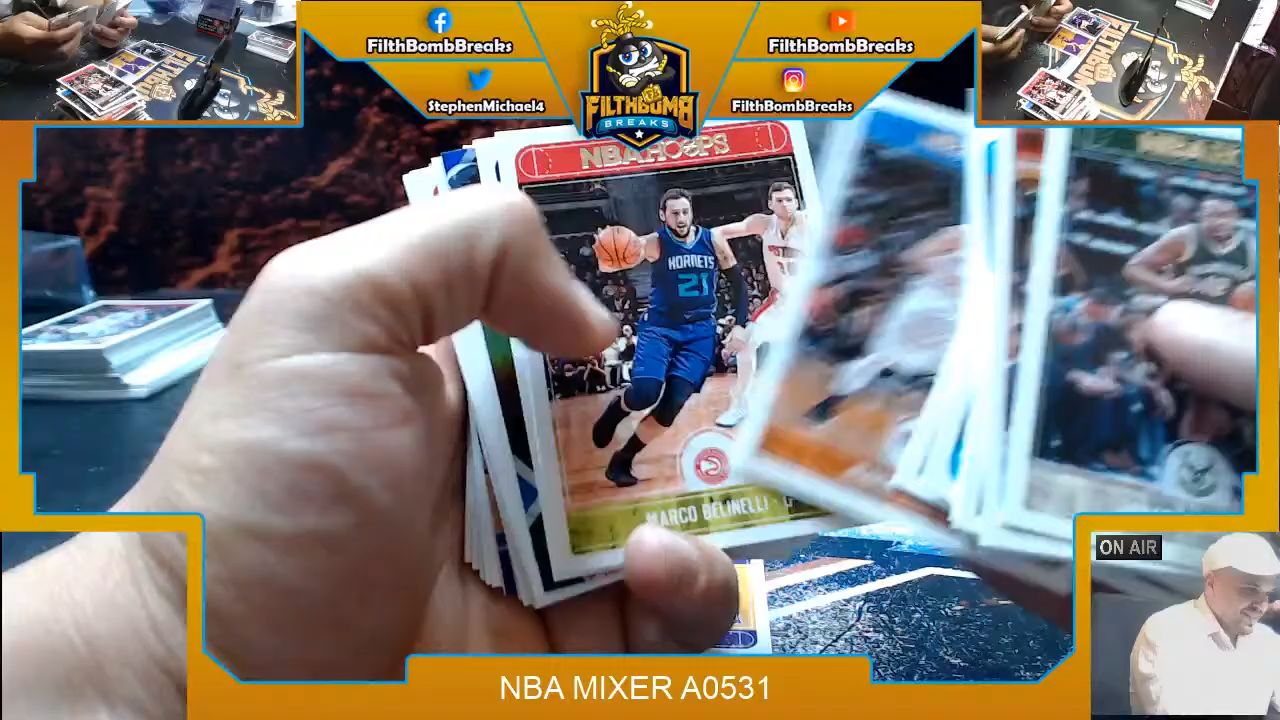 FilthBombBreaks
StephenMichael4
FILTHBOMB
BREAKS
FilthBombBreaks
FilthBombBreaks
NBA HOOPS
HORNETS
21
MARCO BELINELLI
ON AIR
NBA MIXER A0531